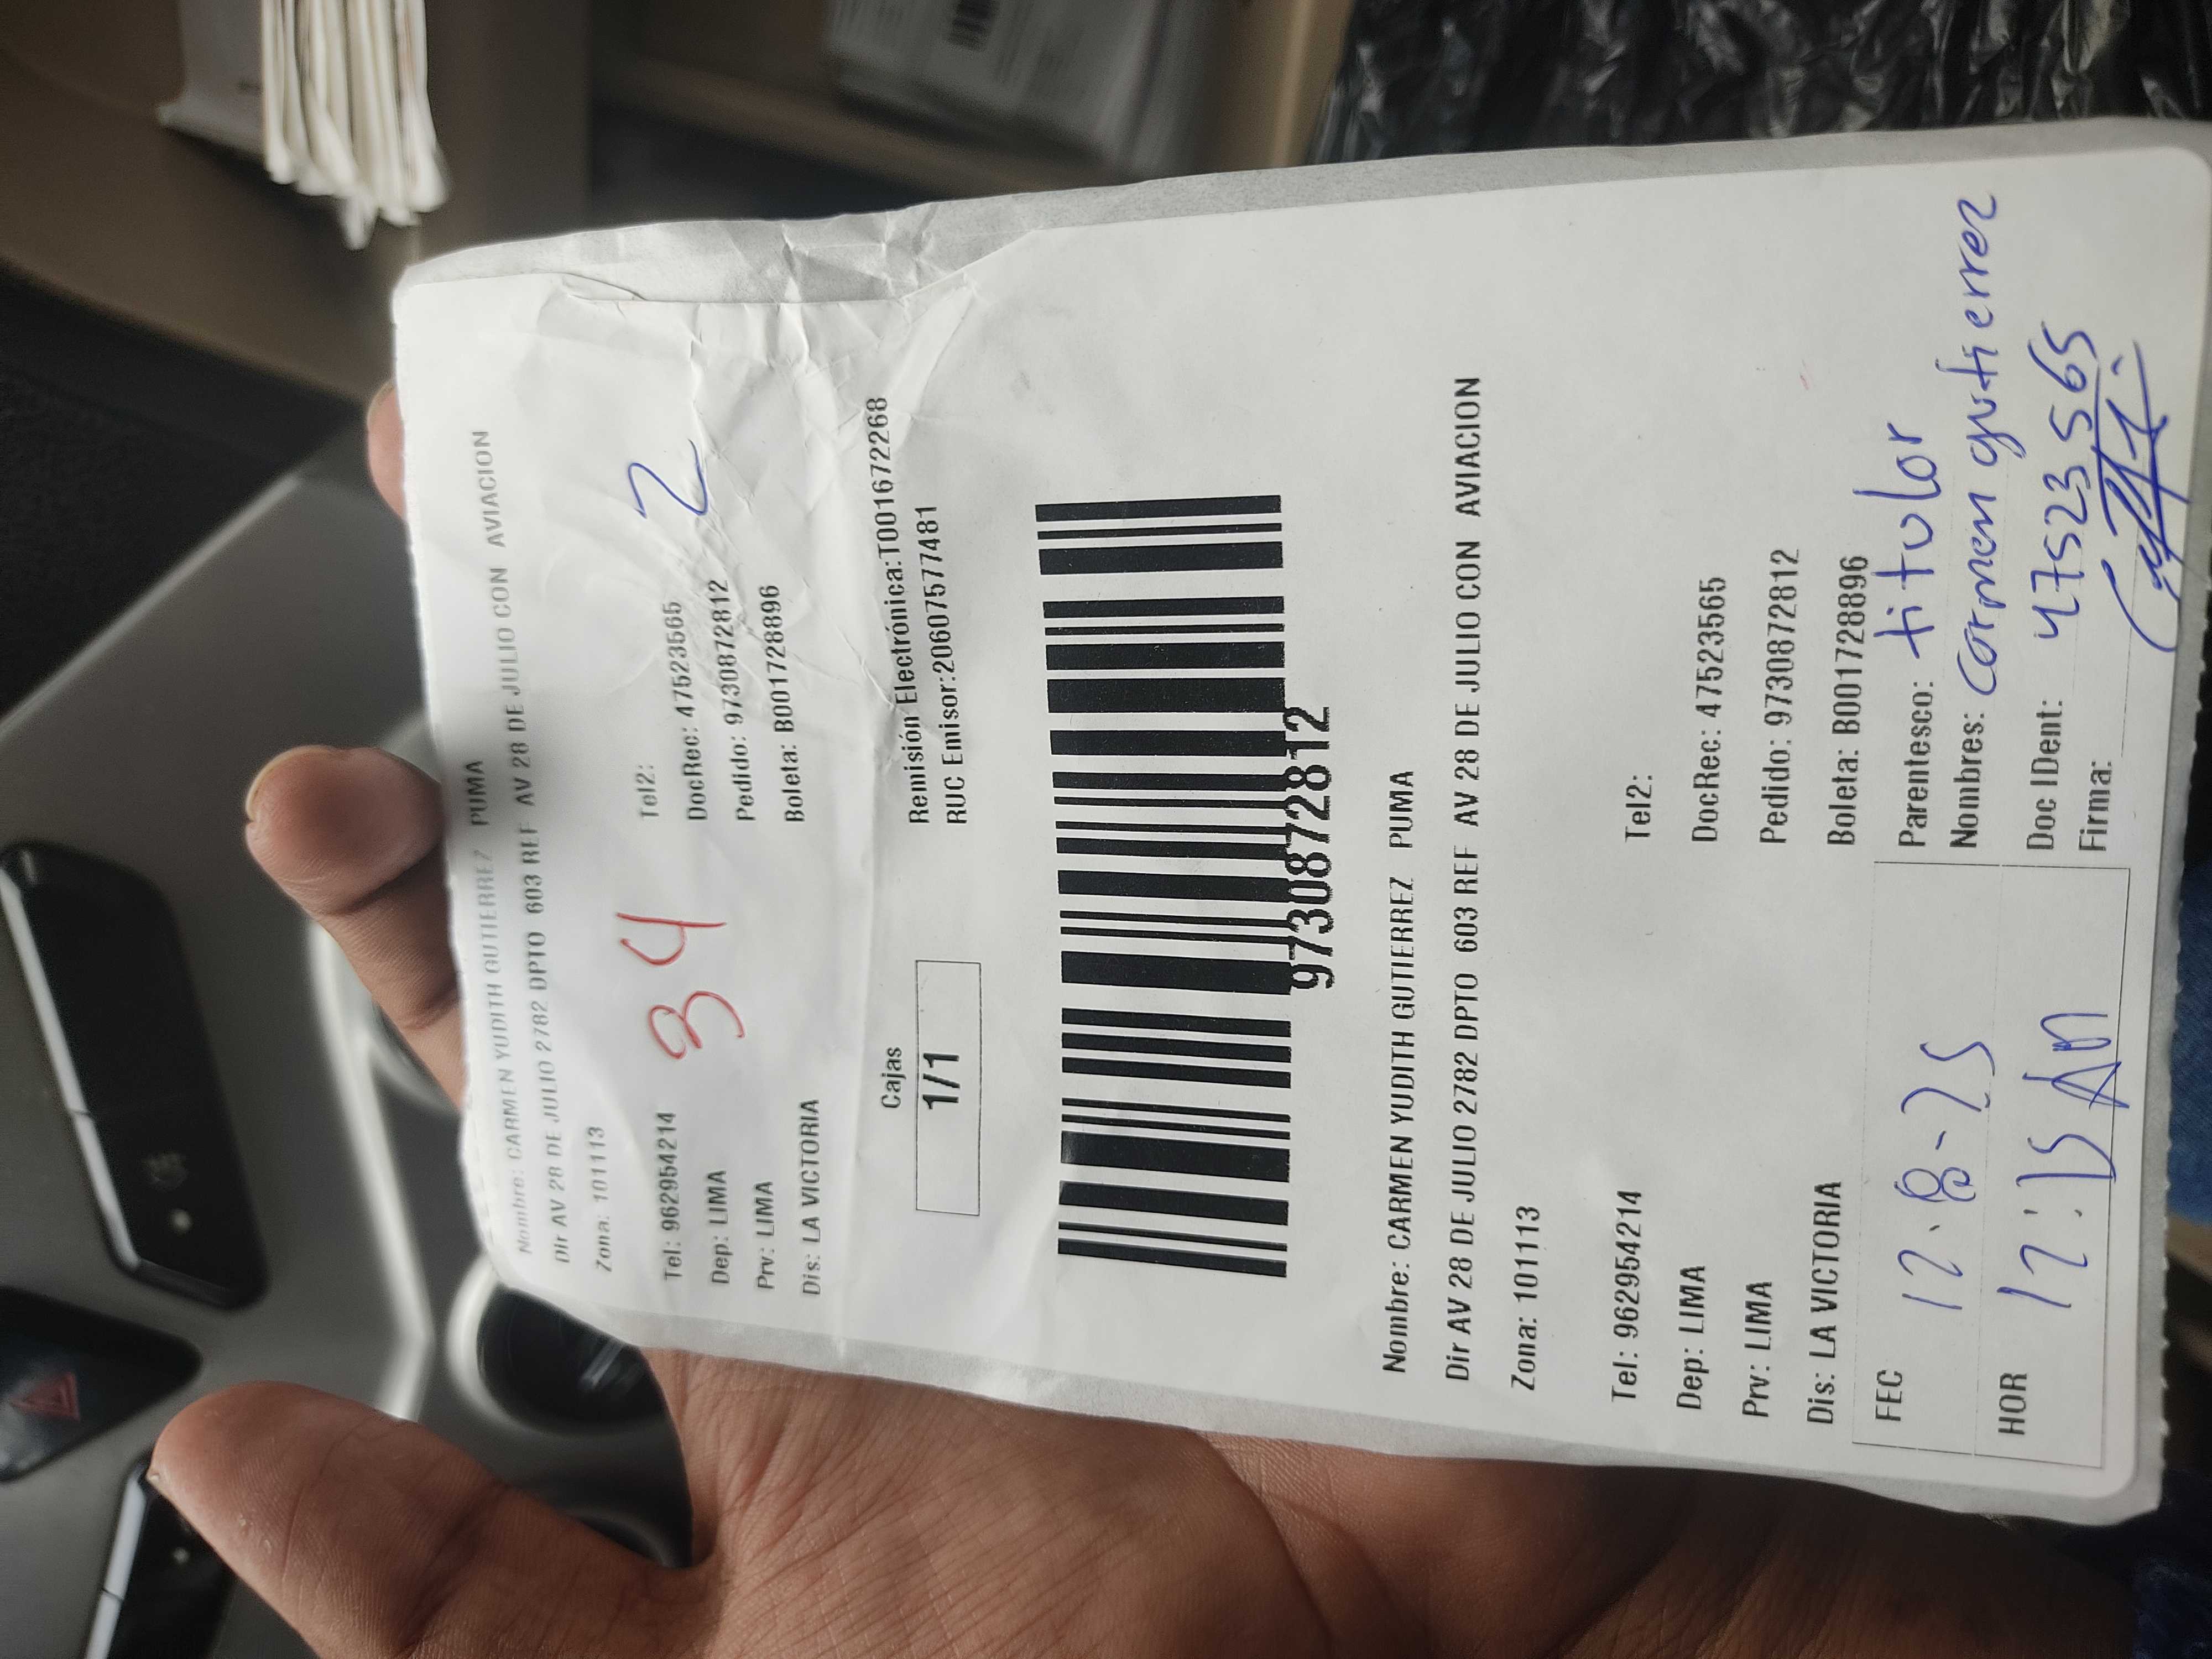 Nombre: CARMEN YUDITH GUTIERREZ PUMA
Dir AV 28 DE JULIO 2782 DPTO 603 REF AV 28 DE JULIO CON AVIACION
Zona: 101113
Tel: 962954214 Tel2:
Dep: LIMA DocRec: 47523565
Prv: LIMA Pedido: 9730872812
Dis: LA VICTORIA Boleta: B001728896
34
2
Cajas
1/1
Remisión Electrónica:T00167268
RUC Emisor:20607577481
9730872812
Nombre: CARMEN YUDITH GUTIERREZ PUMA
Dir AV 28 DE JULIO 2782 DPTO 603 REF AV 28 DE JULIO CON AVIACION
Zona: 101113
Tel: 962954214 Tel2:
Dep: LIMA DocRec: 47523565
Prv: LIMA Pedido: 9730872812
Dis: LA VICTORIA Boleta: B001728896
FEC 12.8-25 Parentesco: titular
Nombres: carmen gutierrez
HOR 12:15 AM Doc IDent: 47523565
Firma: